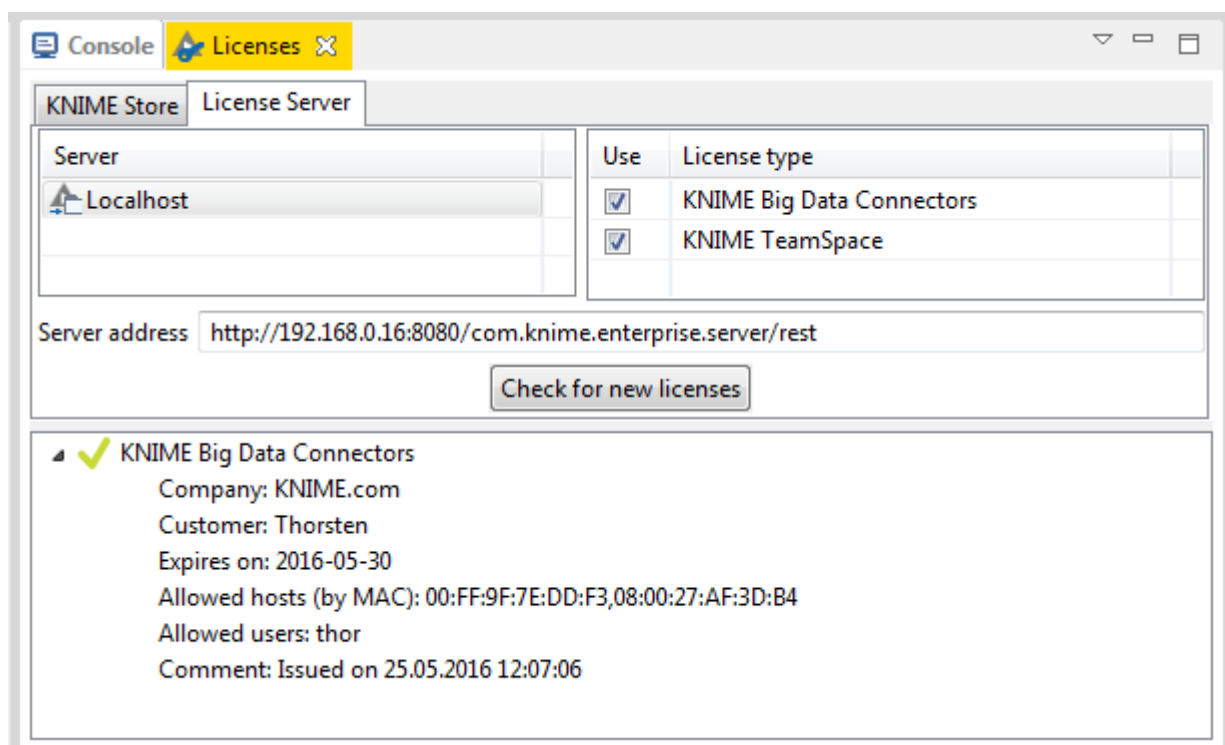 Console Licenses
KNIME Store License Server
Server Use License type
Localhost KNIME Big Data Connectors
KNIME TeamSpace
Server address http://192.168.0.16:8080/com.knime.enterprise.server/rest
Check for new licenses
KNIME Big Data Connectors
Company: KNIME.com
Customer: Thorsten
Expires on: 2016-05-30
Allowed hosts (by MAC): 00:FF:9F:7E:DD:F3,08:00:27:AF:3D:B4
Allowed users: thor
Comment: Issued on 25.05.2016 12:07:06